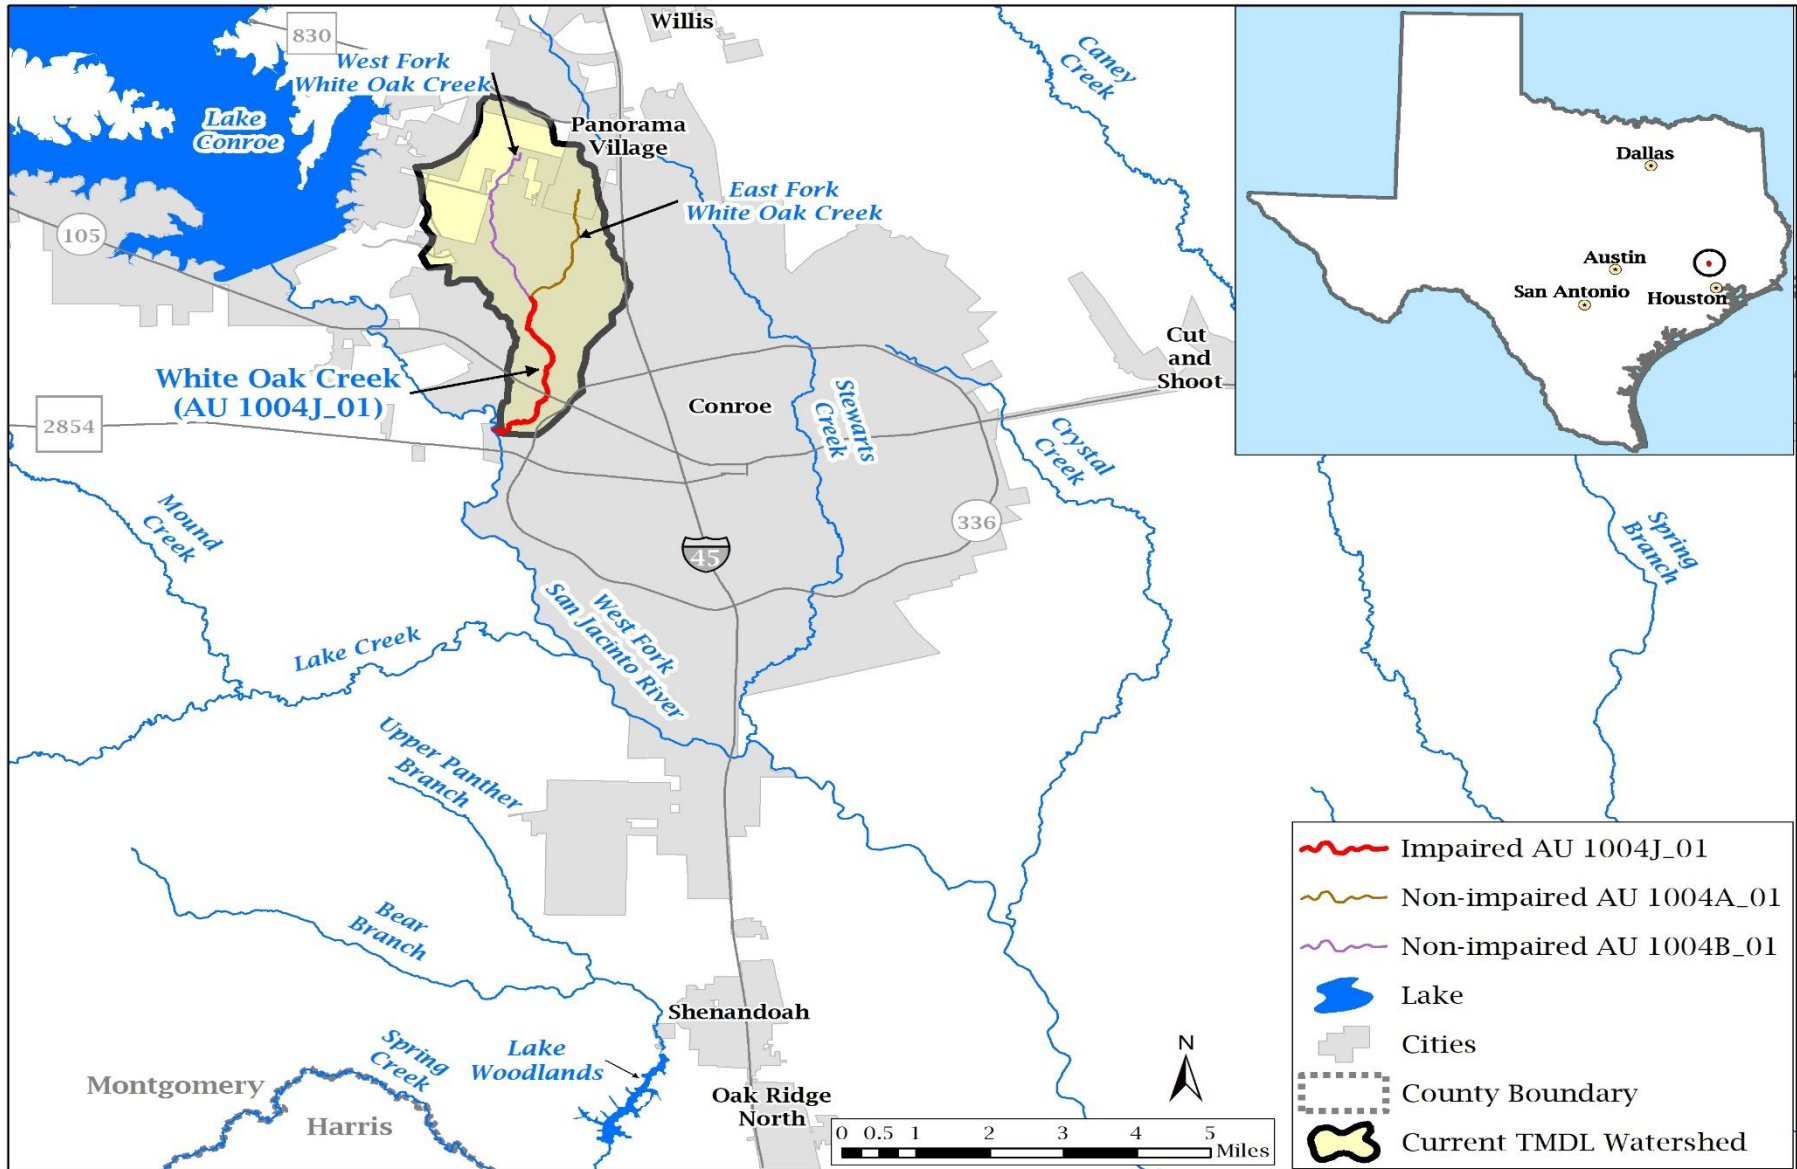 Willis
830
West Fork
White Oak Creek
Caney
Creek
Lake
Conroe
Panorama
Village
East Fork
White Oak Creek
105
White Oak Creek
(AU 1004J_01)
2854
Conroe
Stewarts
Creek
Cut
and
Shoot
Crystal
Creek
336
45
Mound
Creek
Lake Creek
West Fork
San Jacinto River
Spring
Branch
Upper Panther
Branch
Bear
Branch
Shenandoah
Lake
Woodlands
Spring
Creek
Montgomery
Harris
Oak Ridge
North
Dallas
Austin
San Antonio
Houston
N
0 0.5 1 2 3 4 5
Miles
Impaired AU 1004J_01
Non-impaired AU 1004A_01
Non-impaired AU 1004B_01
Lake
Cities
County Boundary
Current TMDL Watershed